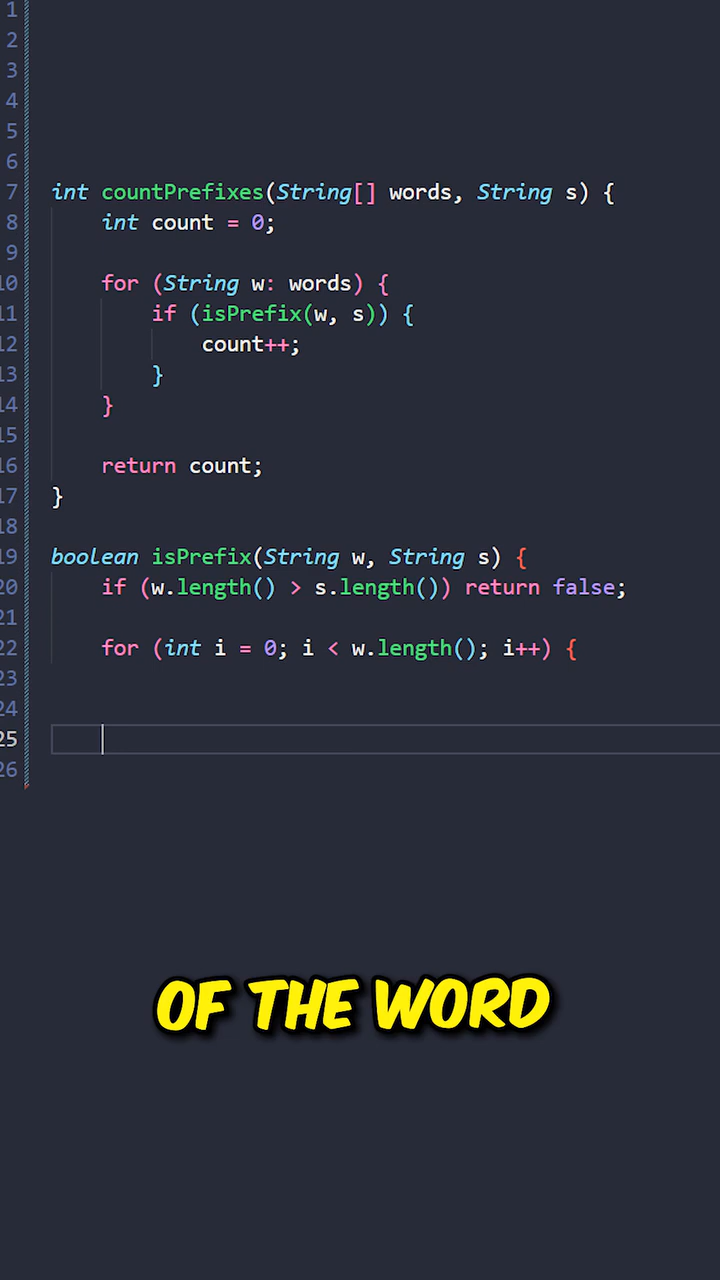 1
2
3
4
5
6
7 int countPrefixes(String[] words, String s) {
8 int count = 0;
9
10 for (String w: words) {
11 if (isPrefix(w, s)) {
12 count++;
13 }
14 }
15
16 return count;
17 }
18
19 boolean isPrefix(String w, String s) {
20 if (w.length() > s.length()) return false;
21
22 for (int i = 0; i < w.length(); i++) {
23
24
25
26
OF THE WORD